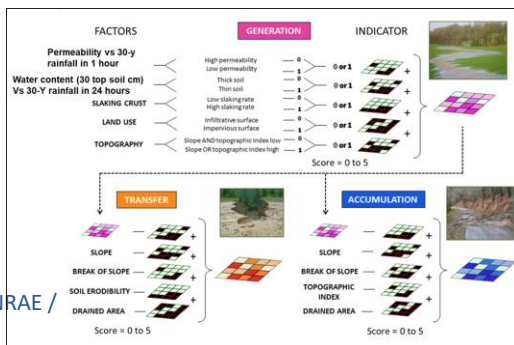 FACTORS
GENERATION
INDICATOR
Permeability vs 30-y
rainfall in 1 hour
High permeability 0
Low permeability 1
0 or 1
+
Water content (30 top soil cm)
Vs 30-Y rainfall in 24 hours
Thick soil 0
Thin soil 1
0 or 1
+
SLAKING CRUST
Low slaking rate 0
High slaking rate 1
0 or 1
+
LAND USE
Infiltrative surface 0
Impervious surface 1
0 or 1
+
TOPOGRAPHY
Slope AND topographic index low 0
Slope OR topographic index high 1
0 or 1
Score = 0 to 5
TRANSFER
+
SLOPE
+
BREAK OF SLOPE
+
SOIL ERODIBILITY
+
DRAINED AREA
Score = 0 to 5
ACCUMULATION
+
SLOPE
+
BREAK OF SLOPE
+
TOPOGRAPHIC
INDEX
+
DRAINED AREA
Score = 0 to 5
NRAE /